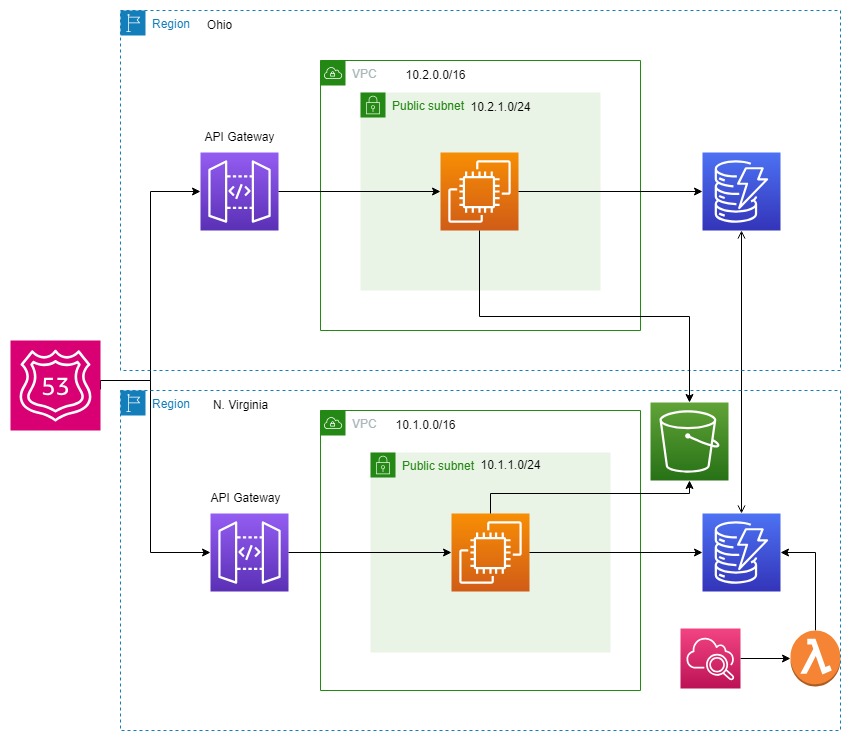 Region Ohio
VPC 10.2.0.0/16
Public subnet 10.2.1.0/24
API Gateway
</>
53
Region N. Virginia
VPC 10.1.0.0/16
Public subnet 10.1.1.0/24
API Gateway
</>
λ